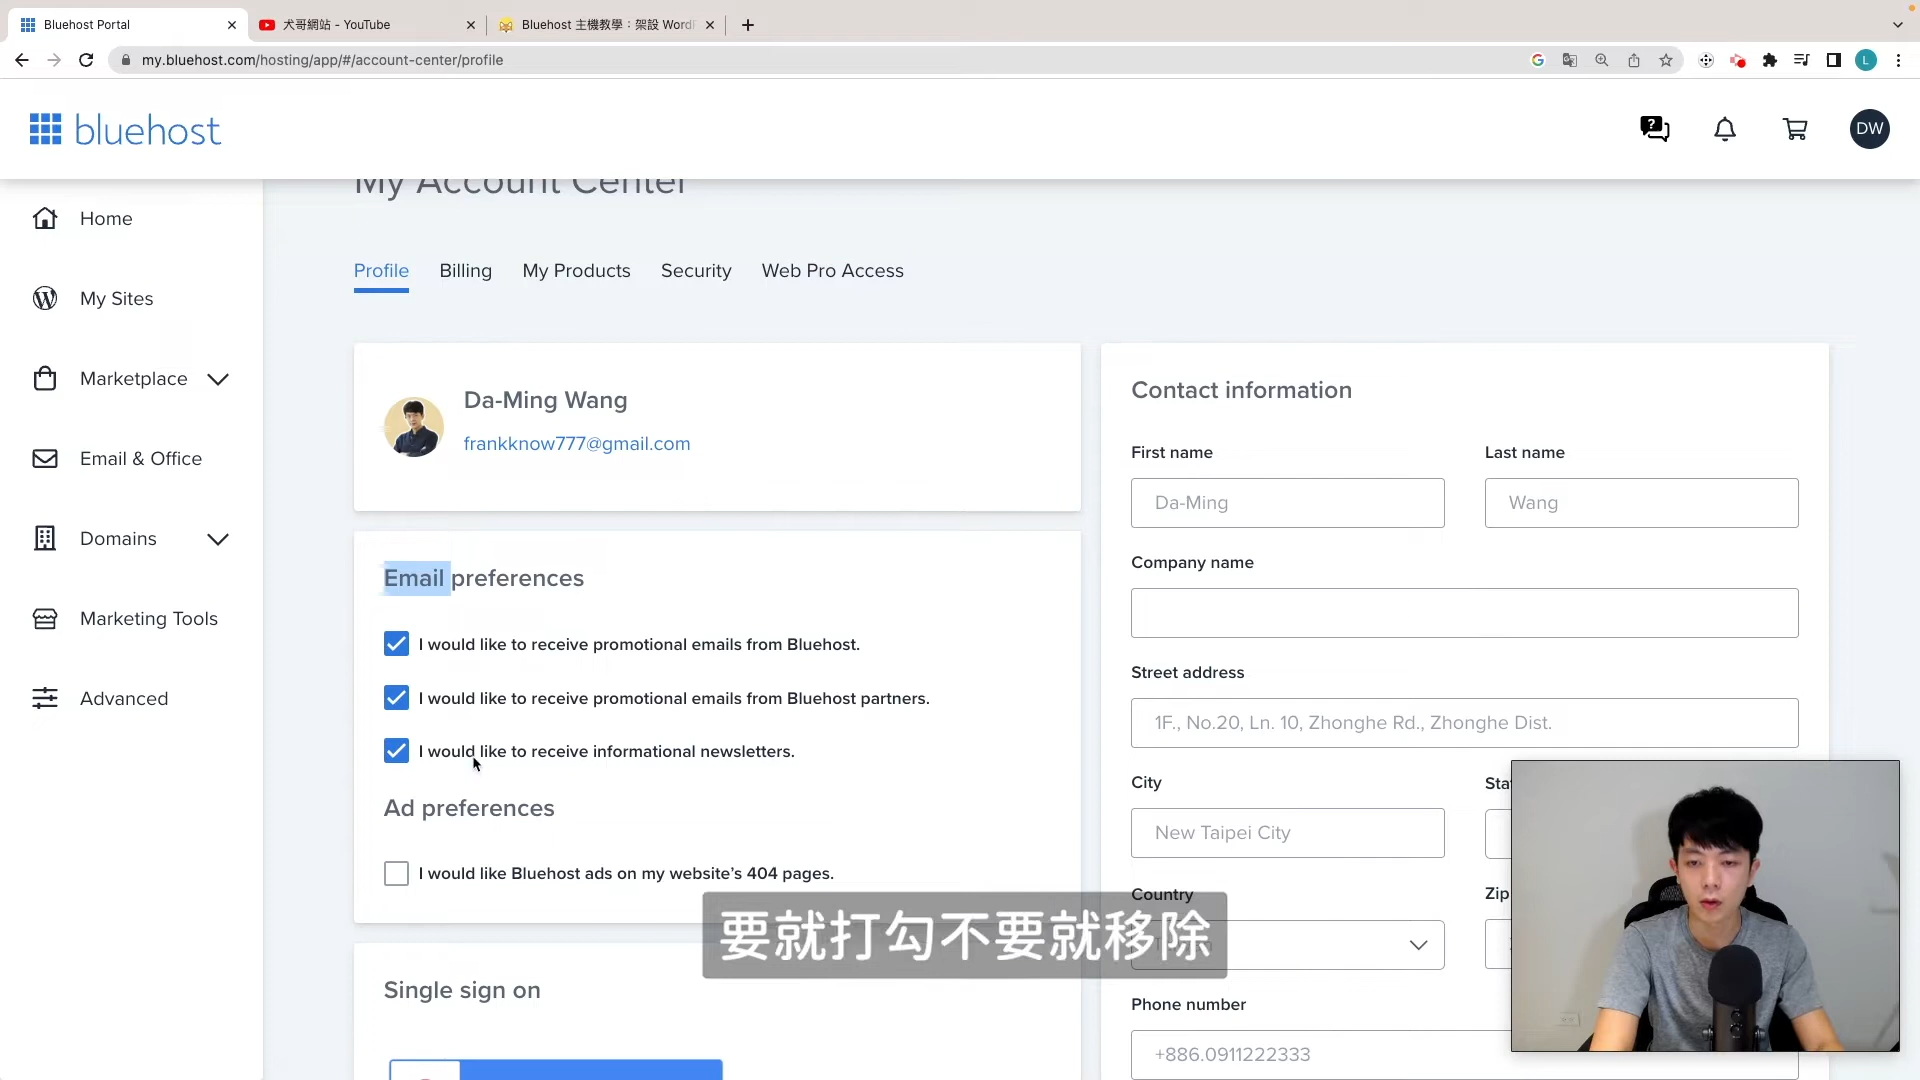 Bluehost Portal
犬哥網站 - YouTube
Bluehost 主機教學：架設 Word
my.bluehost.com/hosting/app/#/account-center/profile
L
bluehost
DW
My Account Center
Home
My Sites
Marketplace
Email & Office
Domains
Marketing Tools
Advanced
Profile
Billing
My Products
Security
Web Pro Access
Da-Ming Wang
frankknow777@gmail.com
Email preferences
I would like to receive promotional emails from Bluehost.
I would like to receive promotional emails from Bluehost partners.
I would like to receive informational newsletters.
Ad preferences
I would like Bluehost ads on my website’s 404 pages.
Single sign on
Contact information
First name
Last name
Da-Ming
Wang
Company name
Street address
1F., No.20, Ln. 10, Zhonghe Rd., Zhonghe Dist.
City
Sta
New Taipei City
Country
Zip
Phone number
+886.0911222333
要就打勾不要就移除